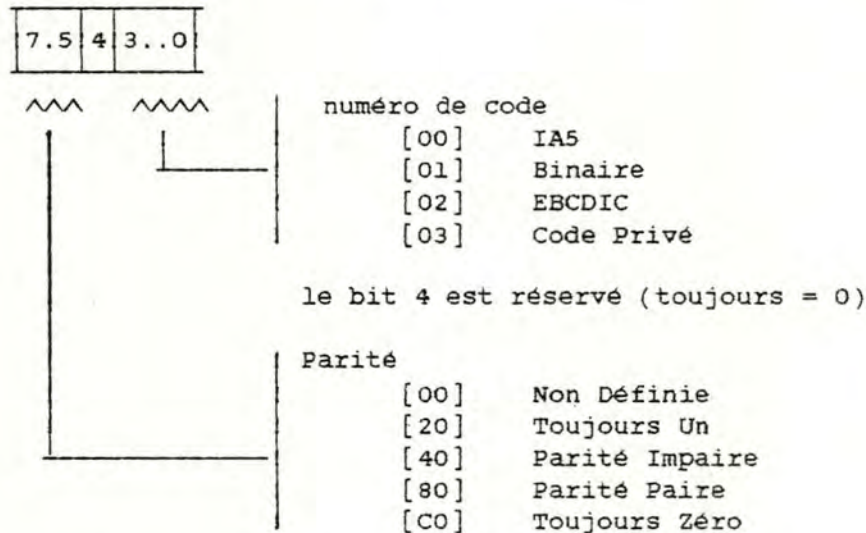 7.5 4 3..0
numéro de code
[00] IA5
[01] Binaire
[02] EBCDIC
[03] Code Privé
le bit 4 est réservé (toujours = 0)
Parité
[00] Non Définie
[20] Toujours Un
[40] Parité Impaire
[80] Parité Paire
[C0] Toujours Zéro